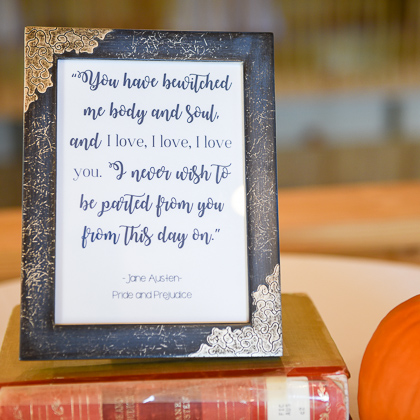 “You have bewitched
me body and soul,
and I love, I love, I love
you. “I never wish to
be parted from you
from this day on.”
-Jane Austen-
Pride and Prejudice